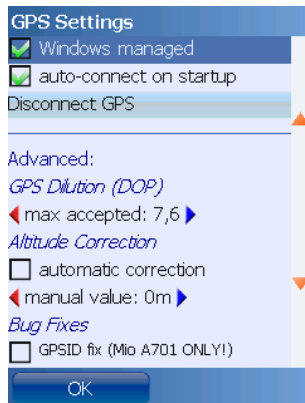 GPS Settings
Windows managed
auto-connect on startup
Disconnect GPS
Advanced:
GPS Dilution (DOP)
max accepted: 7,6
Altitude Correction
automatic correction
manual value: 0m
Bug Fixes
GPSID fix (Mio A701 ONLY!)
OK